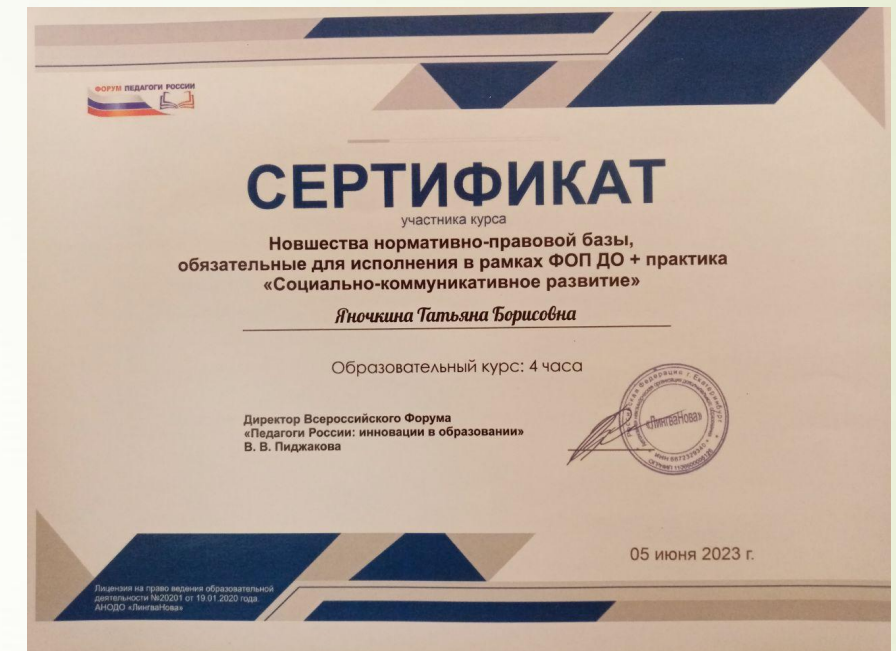 ФОРУМ ПЕДАГОГИ РОССИИ
СЕРТИФИКАТ
участника курса
Новшества нормативно-правовой базы,
обязательные для исполнения в рамках ФОП ДО + практика
«Социально-коммуникативное развитие»
Яночкина Татьяна Борисовна
Образовательный курс: 4 часа
Директор Всероссийского Форума
«Педагоги России: инновации в образовании»
В. В. Пиджакова
«ЛингваНова»
05 июня 2023 г.
Лицензия на право ведения образовательной
деятельности №20201 от 19.01.2020 года.
АНОДО «ЛингваНова»